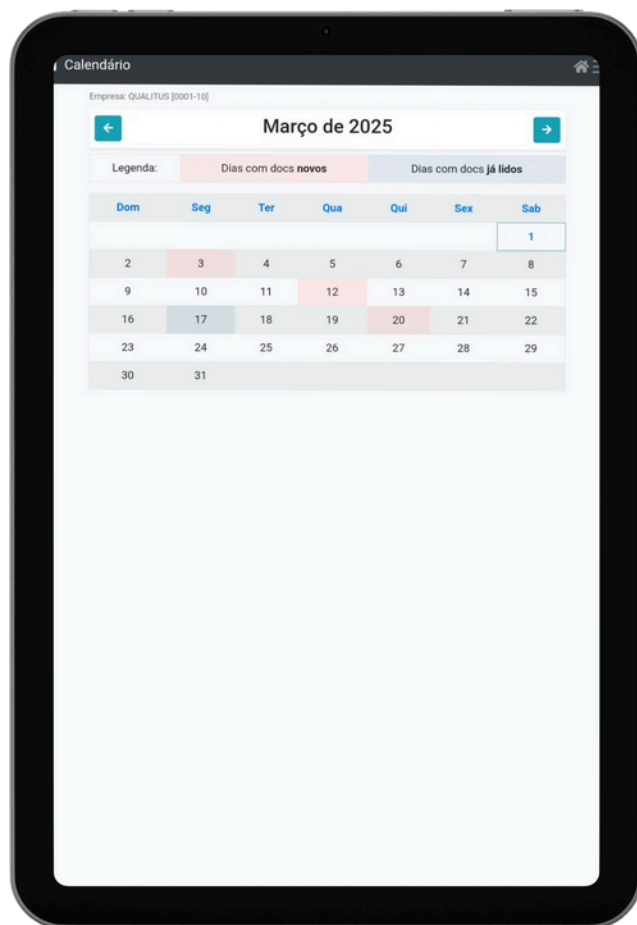 Calendário
Empresa: QUALITUS [0001-10]
Março de 2025
Legenda: Dias com docs novos Dias com docs já lidos
Dom Seg Ter Qua Qui Sex Sab
1
2 3 4 5 6 7 8
9 10 11 12 13 14 15
16 17 18 19 20 21 22
23 24 25 26 27 28 29
30 31